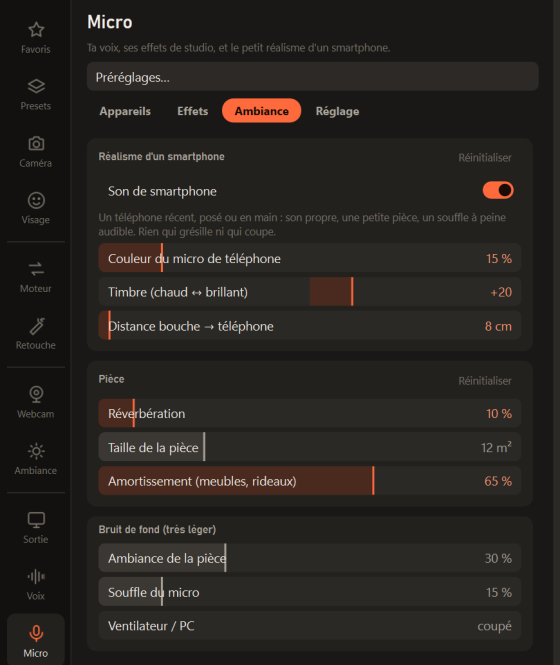 Micro
Ta voix, ses effets de studio, et le petit réalisme d'un smartphone.
Préréglages...
Appareils Effets Ambiance Réglage
Réalisme d'un smartphone Réinitialiser
Son de smartphone
Un téléphone récent, posé ou en main : son propre, une petite pièce, un souffle à peine
audible. Rien qui grésille ni qui coupe.
Couleur du micro de téléphone 15 %
Timbre (chaud ↔ brillant) +20
Distance bouche → téléphone 8 cm
Pièce Réinitialiser
Réverbération 10 %
Taille de la pièce 12 m²
Amortissement (meubles, rideaux) 65 %
Bruit de fond (très léger)
Ambiance de la pièce 30 %
Souffle du micro 15 %
Ventilateur / PC coupé
Favoris
Presets
Caméra
Visage
Moteur
Retouche
Webcam
Ambiance
Sortie
Voix
Micro